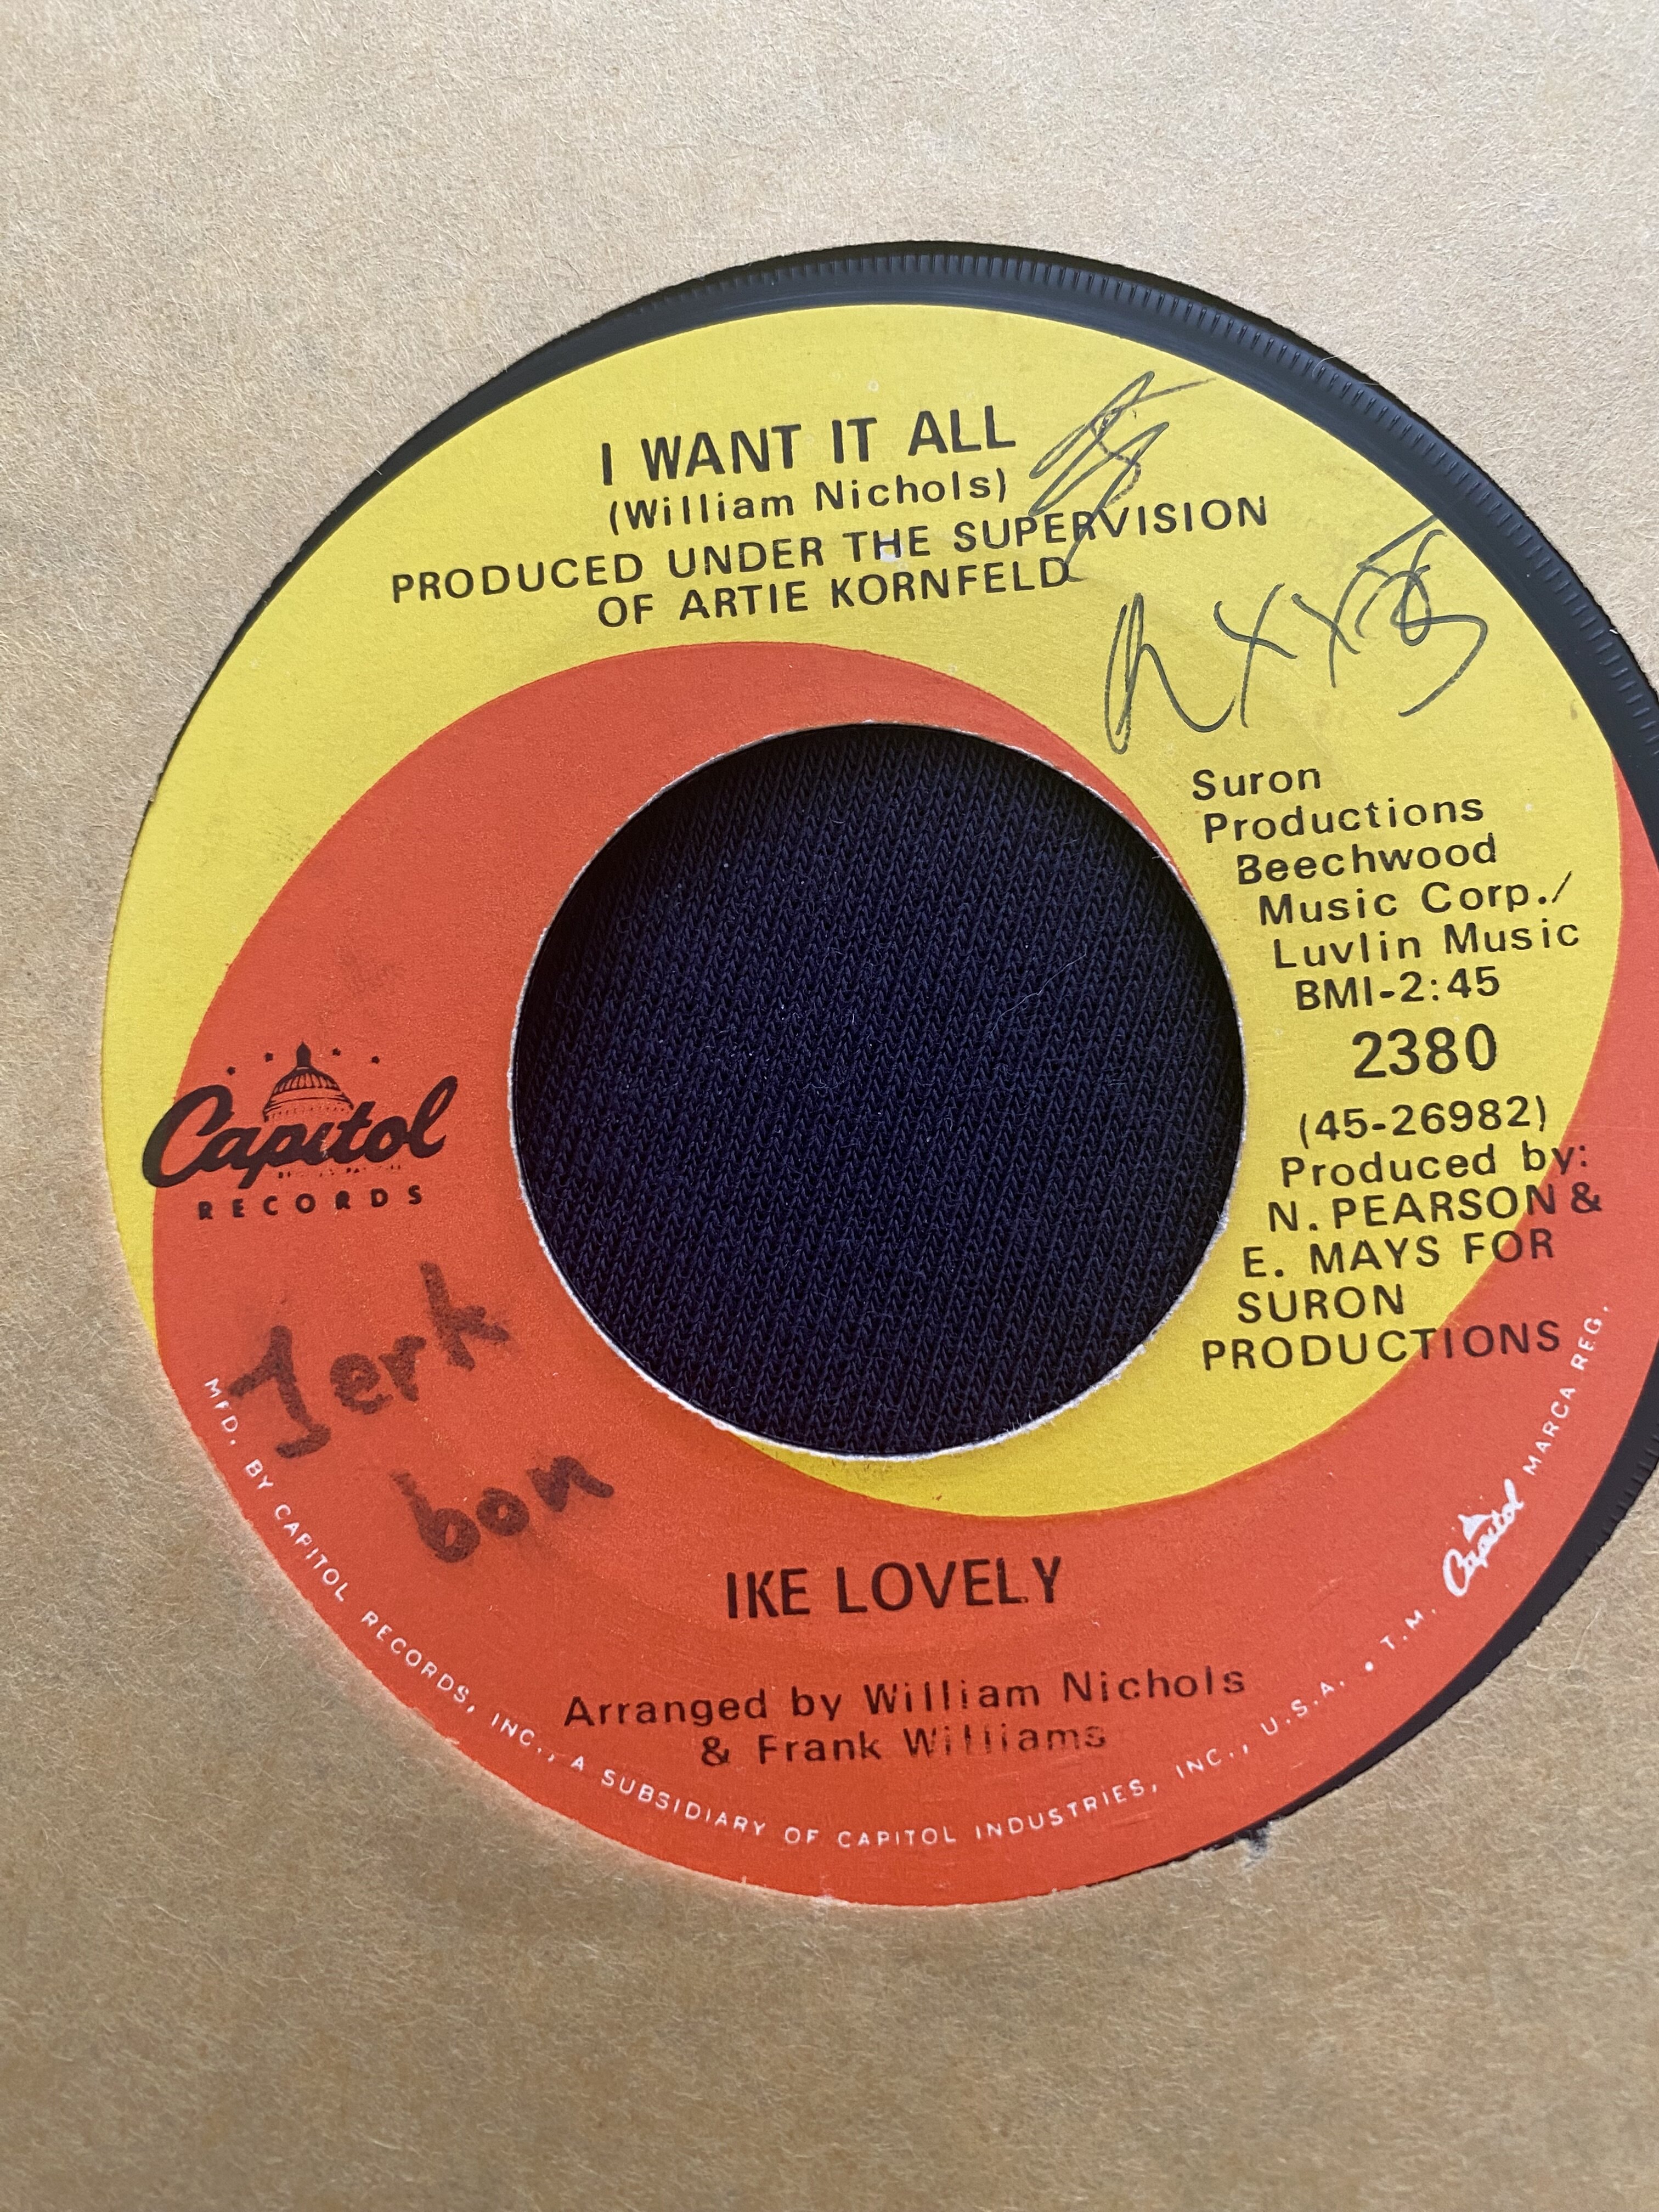 I WANT IT ALL
(William Nichols)
PRODUCED UNDER THE SUPERVISION
OF ARTIE KORNFELD
Suron
Productions
Beechwood
Music Corp./
Luvlin Music
BMI-2:45
2380
(45-26982)
Produced by:
N. PEARSON &
E. MAYS FOR
SURON
PRODUCTIONS
Capitol
RECORDS
Jerk
bon
IKE LOVELY
Arranged by William Nichols
& Frank Williams
MFD. BY CAPITOL RECORDS, INC., A SUBSIDIARY OF CAPITOL INDUSTRIES, INC., U.S.A. • T.M. Capitol MARCA REG.